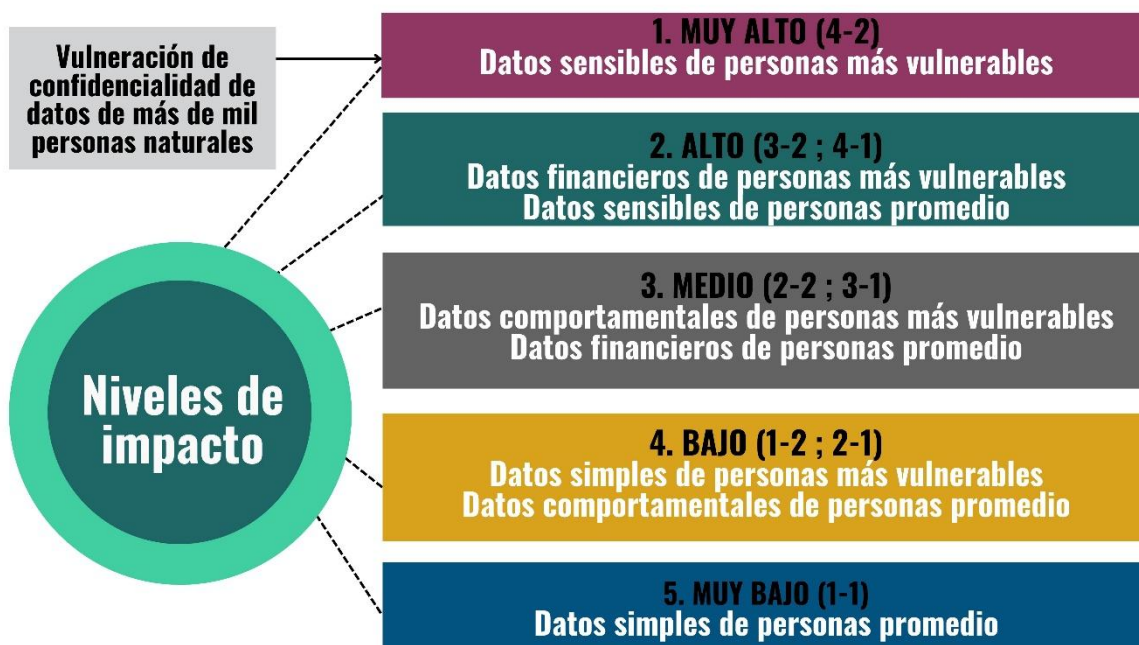 Vulneración de
confidencialidad de
datos de más de mil
personas naturales
1. MUY ALTO (4-2)
Datos sensibles de personas más vulnerables
2. ALTO (3-2 ; 4-1)
Datos financieros de personas más vulnerables
Datos sensibles de personas promedio
3. MEDIO (2-2 ; 3-1)
Datos comportamentales de personas más vulnerables
Datos financieros de personas promedio
Niveles de
impacto
4. BAJO (1-2 ; 2-1)
Datos simples de personas más vulnerables
Datos comportamentales de personas promedio
5. MUY BAJO (1-1)
Datos simples de personas promedio